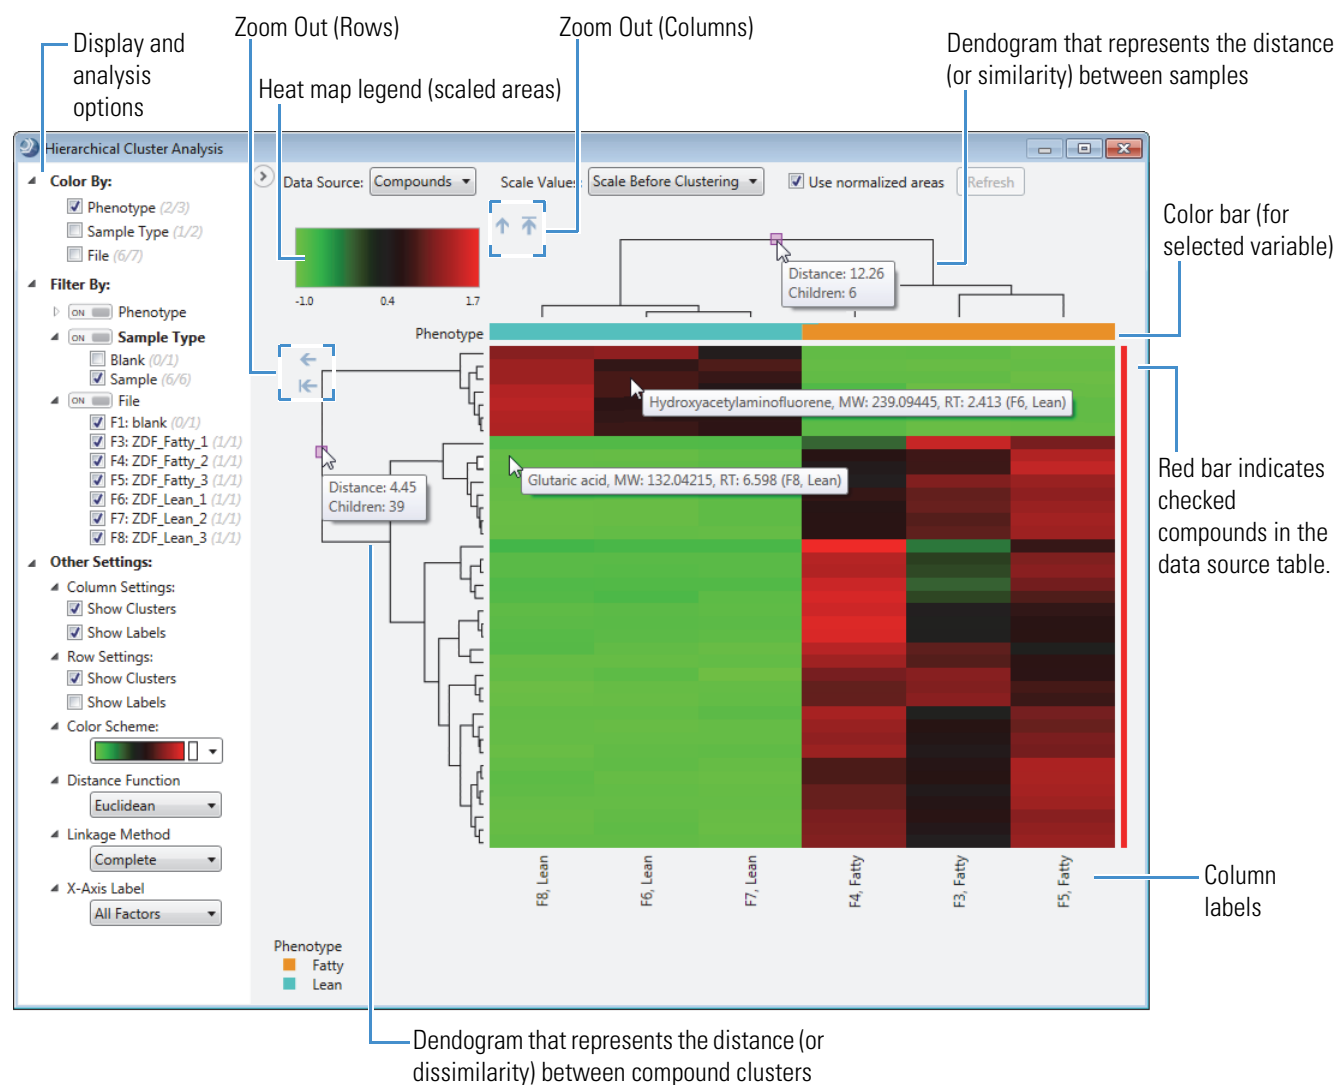 Zoom Out (Rows)
Zoom Out (Columns)
Display and
analysis
options
Heat map legend (scaled areas)
Dendogram that represents the distance
(or similarity) between samples
Hierarchical Cluster Analysis
Color By:
Phenotype (2/3)
Sample Type (1/2)
File (6/7)
Filter By:
ON Phenotype
ON Sample Type
Blank (0/1)
Sample (6/6)
ON File
F1: blank (0/1)
F3: ZDF_Fatty_1 (1/1)
F4: ZDF_Fatty_2 (1/1)
F5: ZDF_Fatty_3 (1/1)
F6: ZDF_Lean_1 (1/1)
F7: ZDF_Lean_2 (1/1)
F8: ZDF_Lean_3 (1/1)
Other Settings:
Column Settings:
Show Clusters
Show Labels
Row Settings:
Show Clusters
Show Labels
Color Scheme:
Distance Function
Euclidean
Linkage Method
Complete
X-Axis Label
All Factors
Data Source: Compounds
Scale Values: Scale Before Clustering
Use normalized areas
Refresh
-1.0 0.4 1.7
Distance: 12.26
Children: 6
Phenotype
Hydroxyacetylaminofluorene, MW: 239.09445, RT: 2.413 (F6, Lean)
Glutaric acid, MW: 132.04215, RT: 6.598 (F8, Lean)
Distance: 4.45
Children: 39
F8, Lean
F6, Lean
F7, Lean
F4, Fatty
F3, Fatty
F5, Fatty
Phenotype
Fatty
Lean
Color bar (for
selected variable)
Red bar indicates
checked
compounds in the
data source table.
Column
labels
Dendogram that represents the distance (or
dissimilarity) between compound clusters